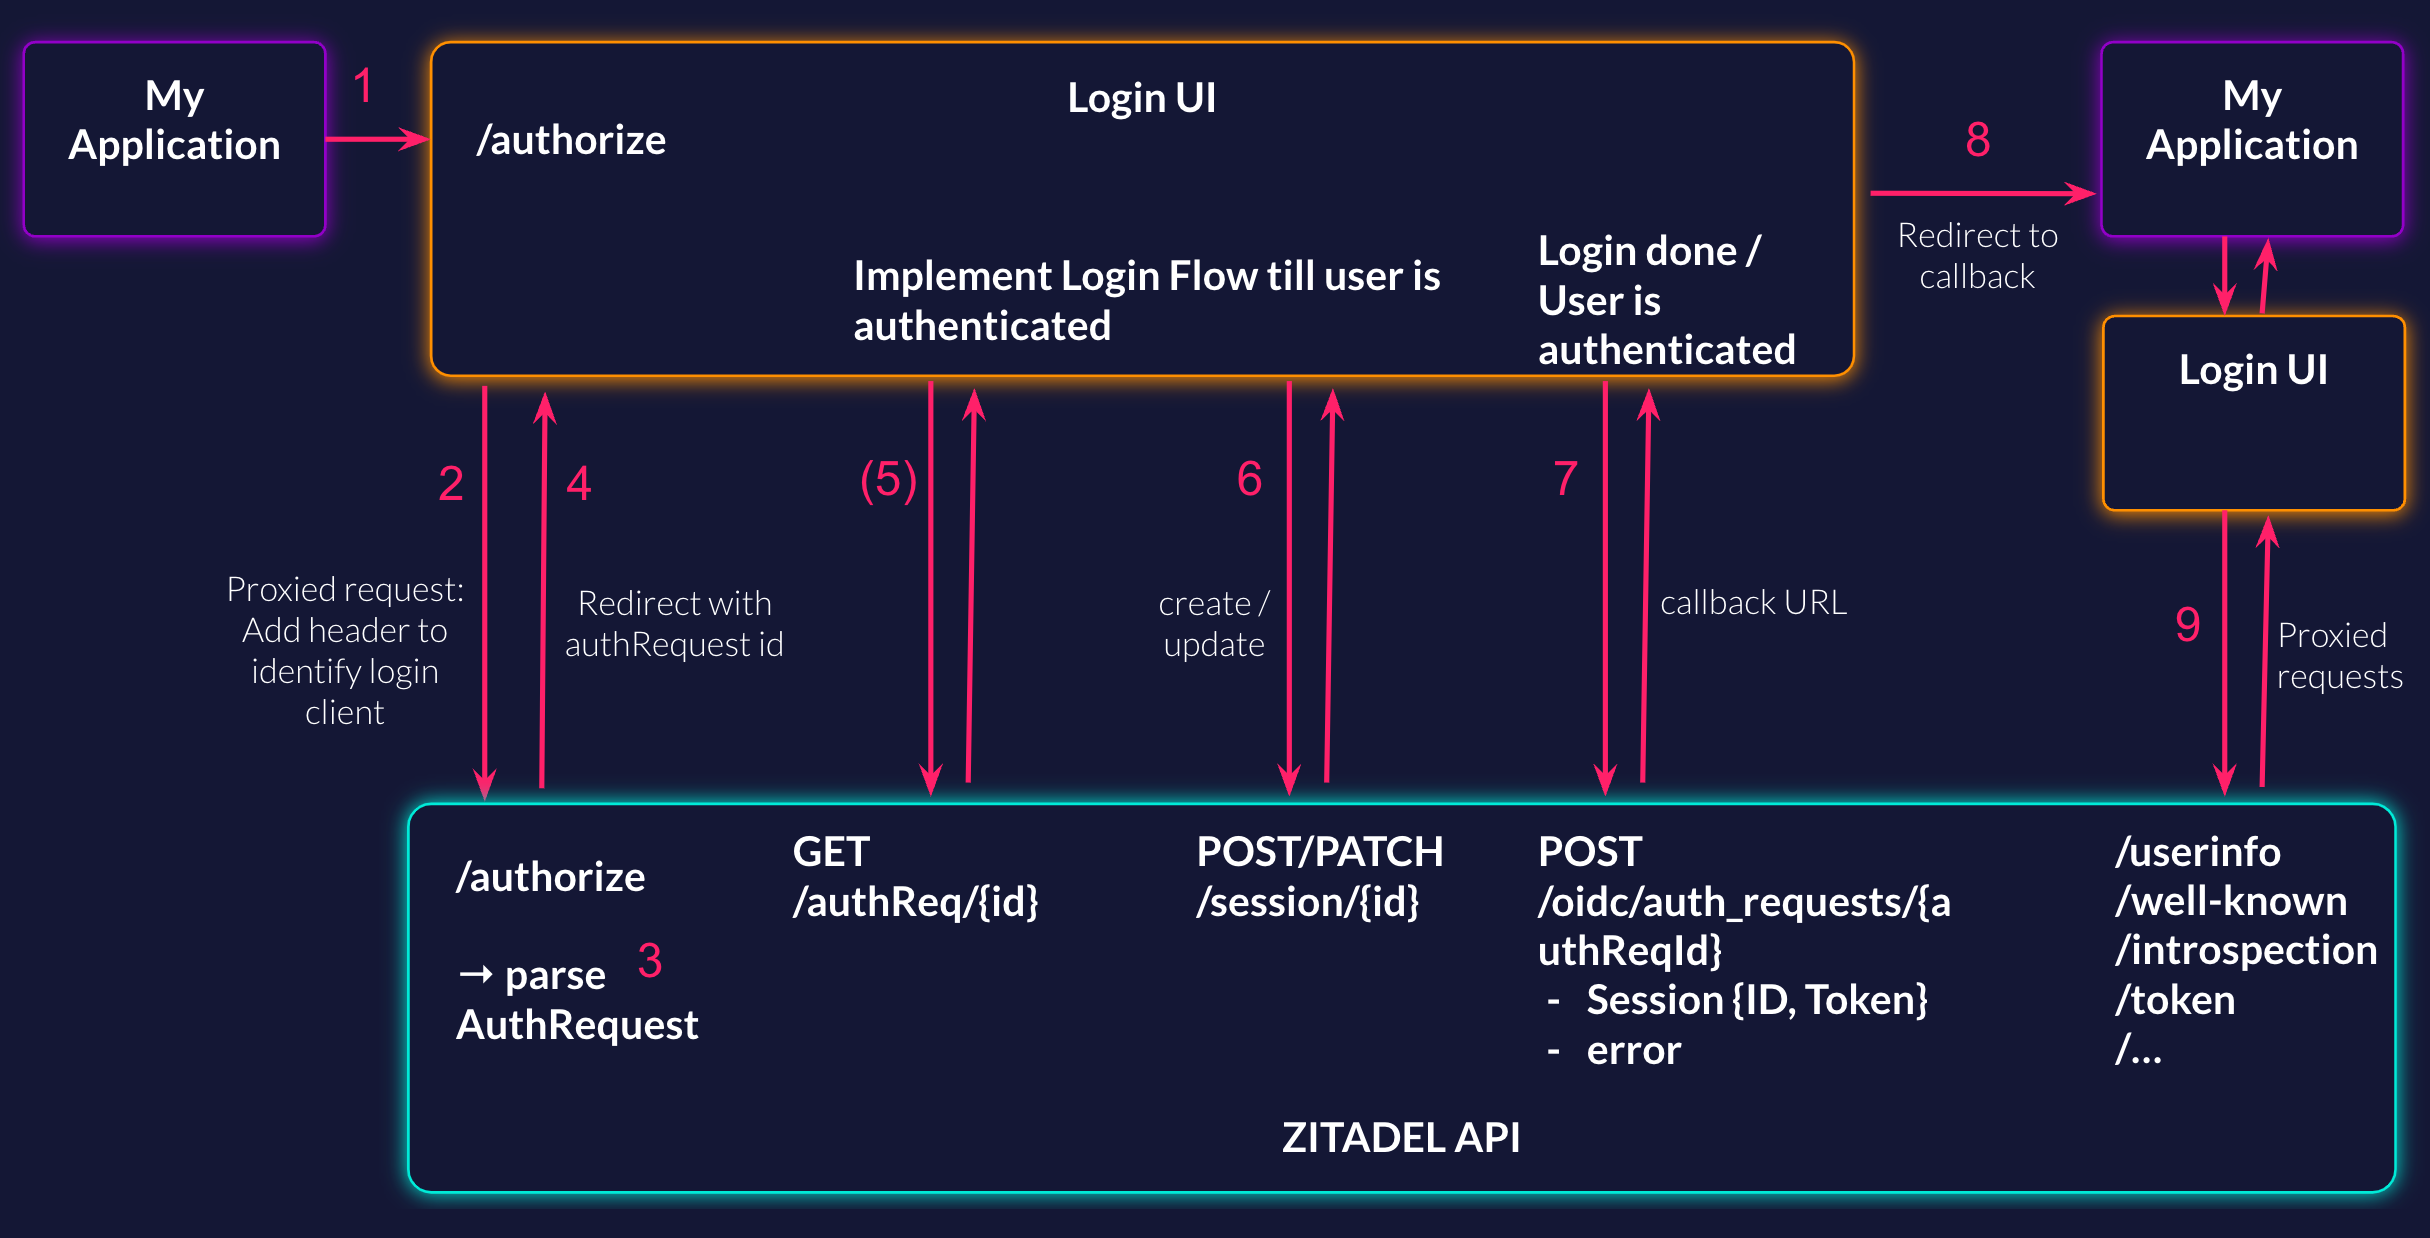 My
Application
1
Login UI
/authorize
Implement Login Flow till user is
authenticated
Login done /
User is
authenticated
8
Redirect to
callback
My
Application
Login UI
2
Proxied request:
Add header to
identify login
client
4
Redirect with
authRequest id
(5)
6
create /
update
7
callback URL
9
Proxied
requests
/authorize
→ parse
AuthRequest
3
GET
/authReq/{id}
POST/PATCH
/session/{id}
POST
/oidc/auth_requests/{a
uthReqId}
- Session {ID, Token}
- error
/userinfo
/well-known
/introspection
/token
/...
ZITADEL API